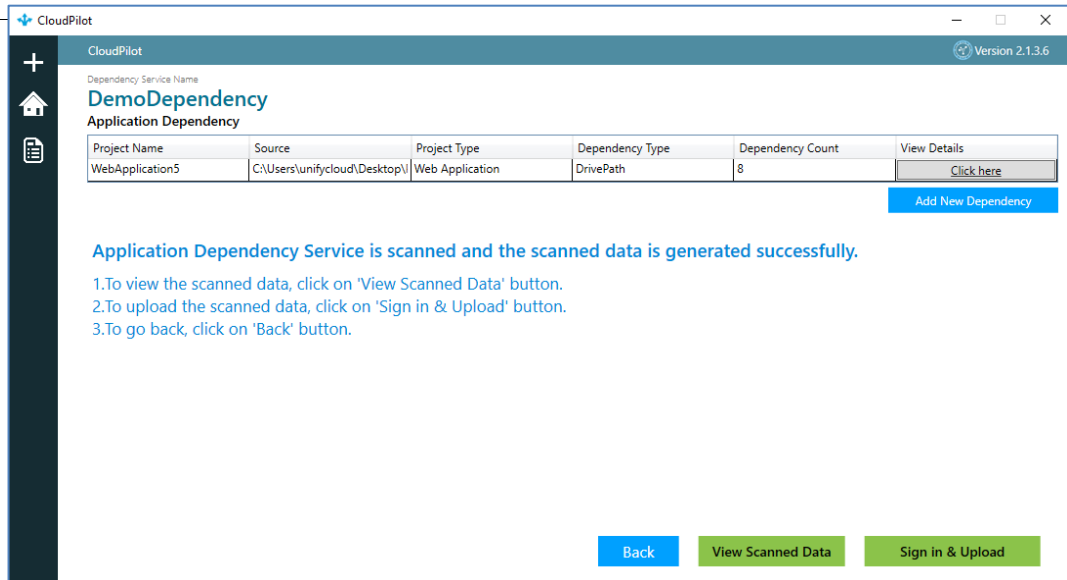 CloudPilot
CloudPilot Version 2.1.3.6
Dependency Service Name
DemoDependency
Application Dependency
Project Name Source Project Type Dependency Type Dependency Count View Details
WebApplication5 C:\Users\unifycloud\Desktop\ Web Application DrivePath 8 Click here
Add New Dependency
Application Dependency Service is scanned and the scanned data is generated successfully.
1.To view the scanned data, click on 'View Scanned Data' button.
2.To upload the scanned data, click on 'Sign in & Upload' button.
3.To go back, click on 'Back' button.
Back View Scanned Data Sign in & Upload